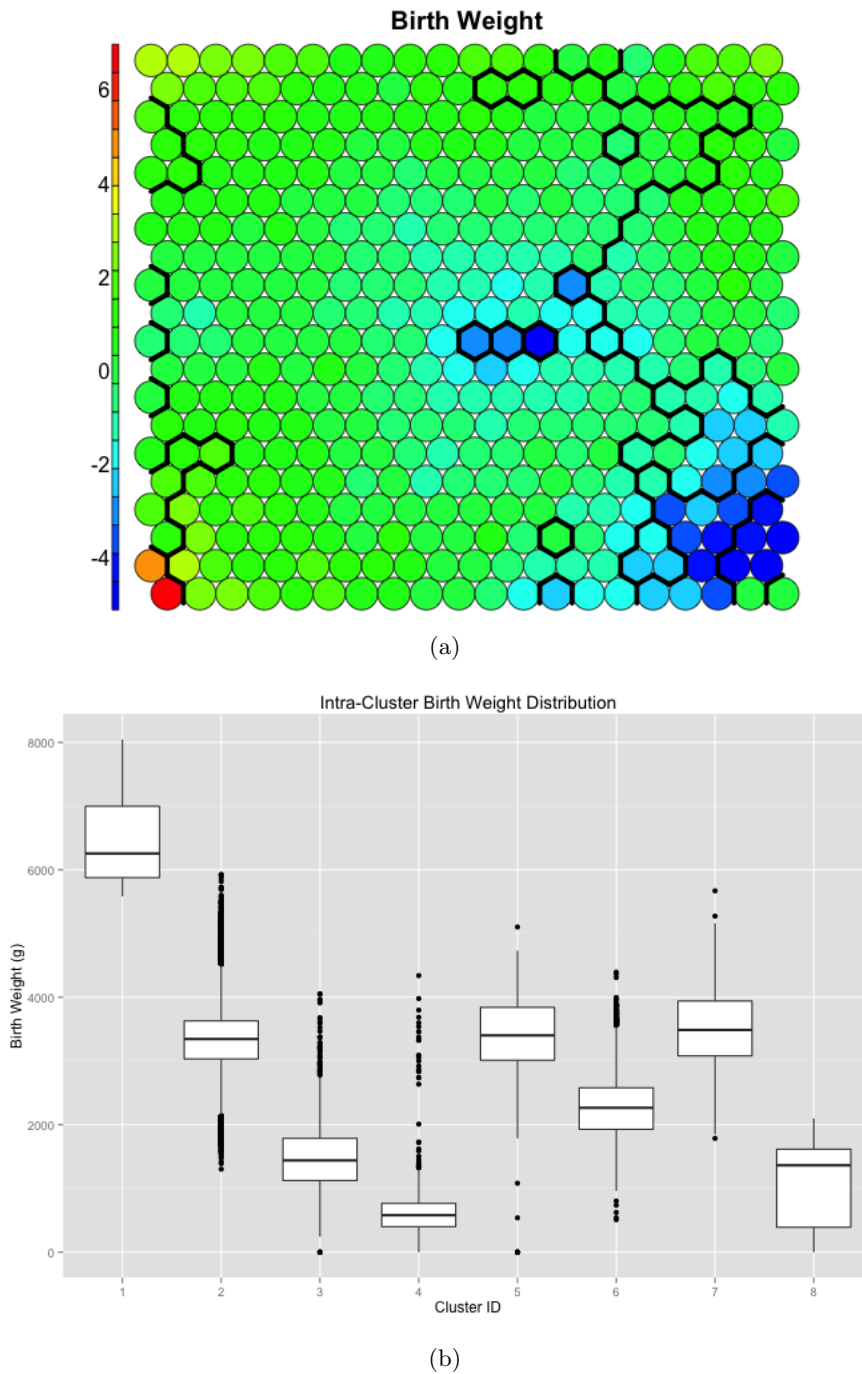 Birth Weight
6
4
2
0
-2
-4
(a)
Intra-Cluster Birth Weight Distribution
Birth Weight (g)
8000
6000
4000
2000
0
1 2 3 4 5 6 7 8
Cluster ID
(b)